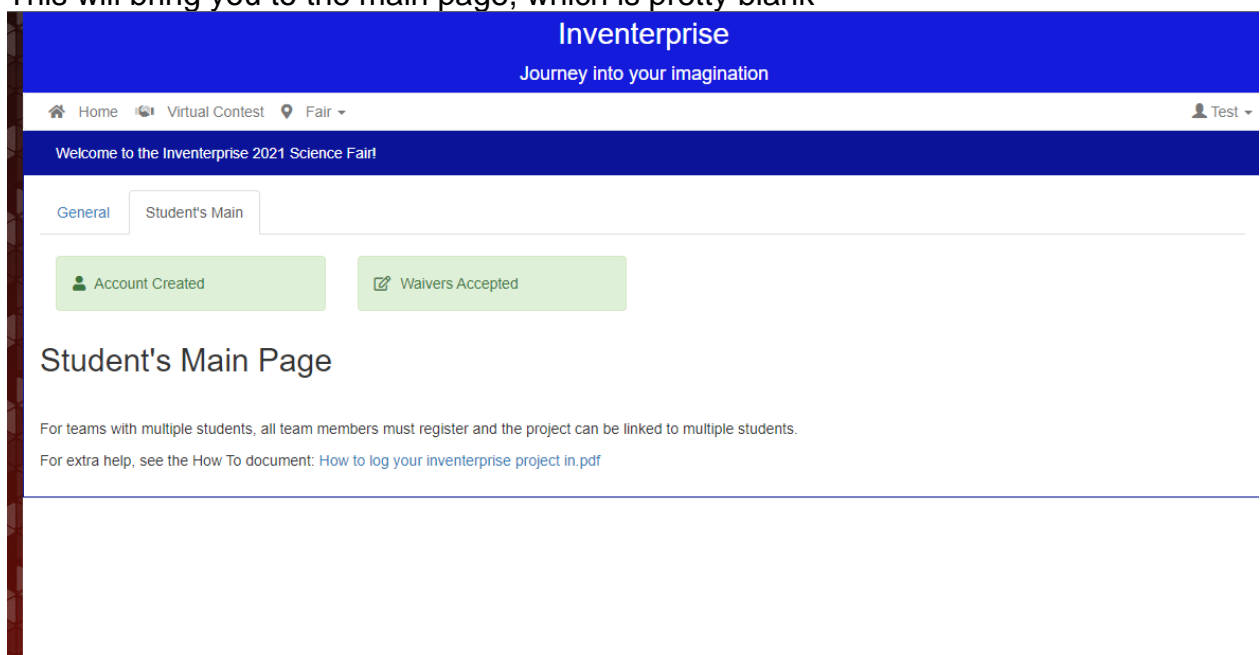 This will bring you to the main page, which is pretty blank
Inventerprise
Journey into your imagination
Home Virtual Contest Fair Test
Welcome to the Inventerprise 2021 Science Fair!
General Student's Main
Account Created Waivers Accepted
Student's Main Page
For teams with multiple students, all team members must register and the project can be linked to multiple students.
For extra help, see the How To document: How to log your inventerprise project in.pdf